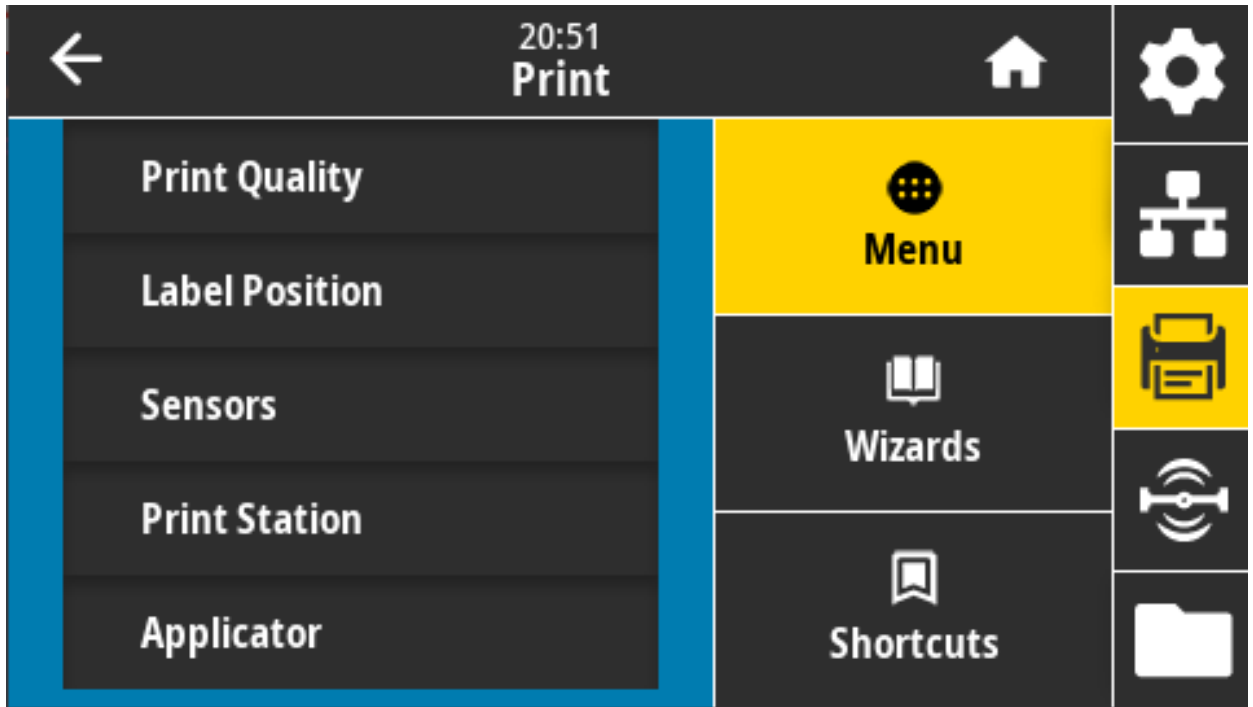 20:51
Print
Print Quality
Label Position
Sensors
Print Station
Applicator
Menu
Wizards
Shortcuts